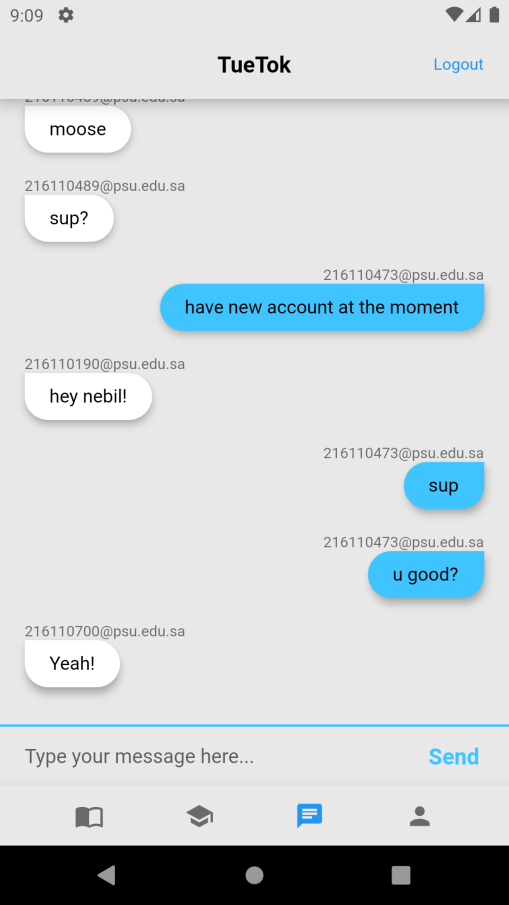 9:09
TueTok
Logout
216110489@psu.edu.sa
moose
216110489@psu.edu.sa
sup?
216110473@psu.edu.sa
have new account at the moment
216110190@psu.edu.sa
hey nebil!
216110473@psu.edu.sa
sup
216110473@psu.edu.sa
u good?
216110700@psu.edu.sa
Yeah!
Type your message here...
Send